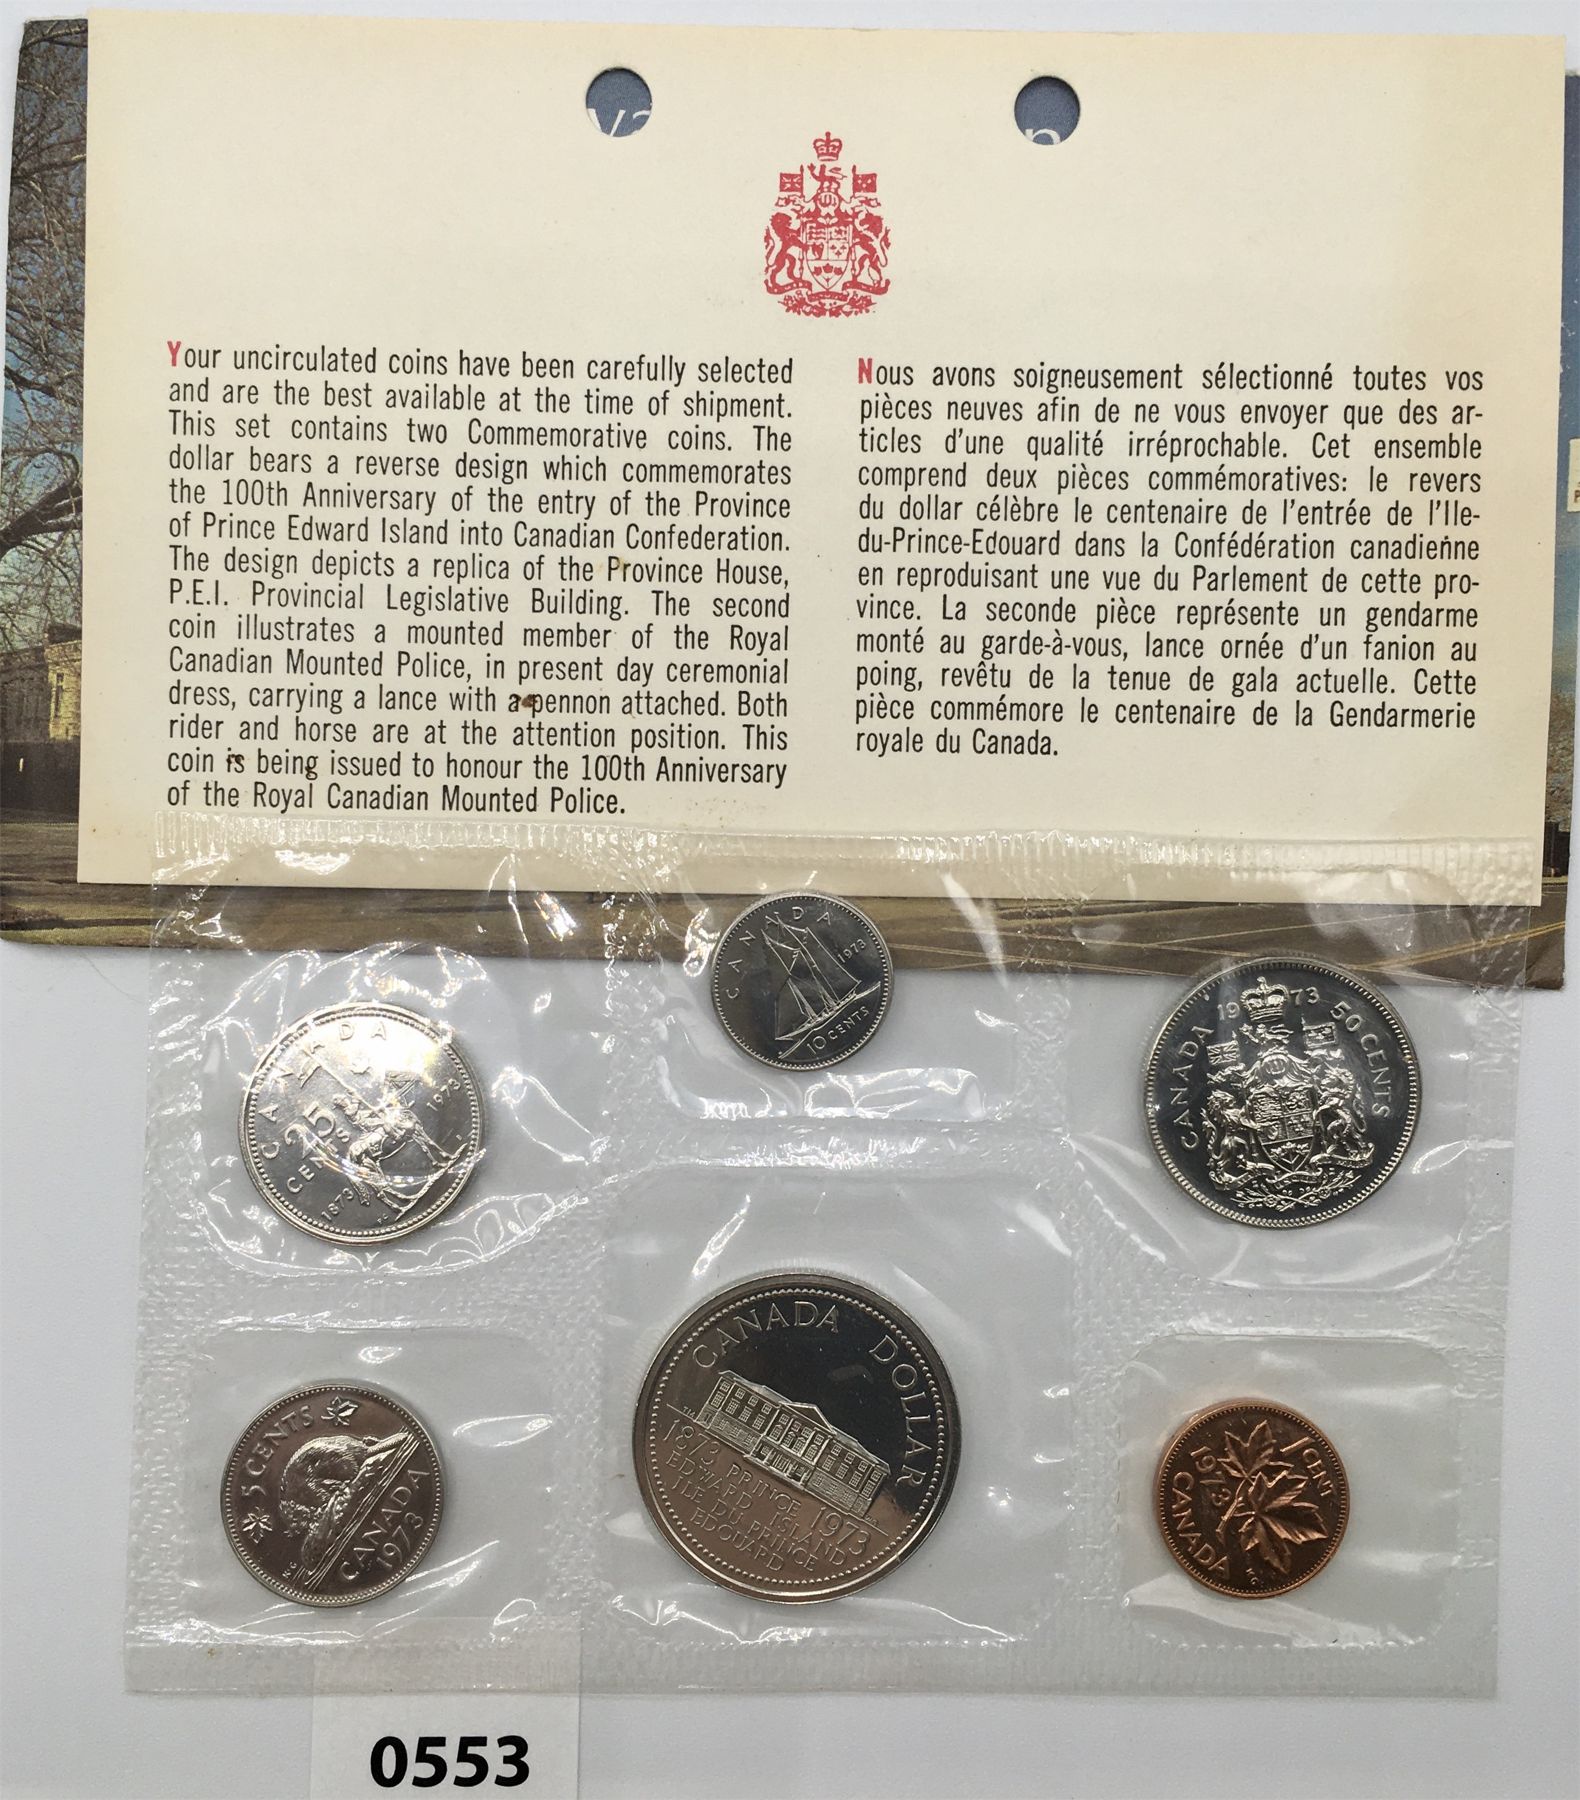 Your uncirculated coins have been carefully selected
and are the best available at the time of shipment.
This set contains two Commemorative coins. The
dollar bears a reverse design which commemorates
the 100th Anniversary of the entry of the Province
of Prince Edward Island into Canadian Confederation.
The design depicts a replica of the Province House,
P.E.I. Provincial Legislative Building. The second
coin illustrates a mounted member of the Royal
Canadian Mounted Police, in present day ceremonial
dress, carrying a lance with a pennon attached. Both
rider and horse are at the attention position. This
coin is being issued to honour the 100th Anniversary
of the Royal Canadian Mounted Police.
Nous avons soigneusement sélectionné toutes vos
pièces neuves afin de ne vous envoyer que des ar-
ticles d'une qualité irréprochable. Cet ensemble
comprend deux pièces commémoratives: le revers
du dollar célèbre le centenaire de l'entrée de l'Ile-
du-Prince-Edouard dans la Confédération canadienne
en reproduisant une vue du Parlement de cette pro-
vince. La seconde pièce représente un gendarme
monté au garde-à-vous, lance ornée d'un fanion au
poing, revêtu de la tenue de gala actuelle. Cette
pièce commémore le centenaire de la Gendarmerie
royale du Canada.
CANADA
1973
10 CENTS
CANADA
25
CENTS
1873
1973
CANADA
1973
50 CENTS
5 CENTS
CANADA
1973
KG
CANADA DOLLAR
1873 PRINCE
EDWARD ISLAND 1973
ILE DU PRINCE
EDOUARD
1 CENT
1973
CANADA
KG
0553